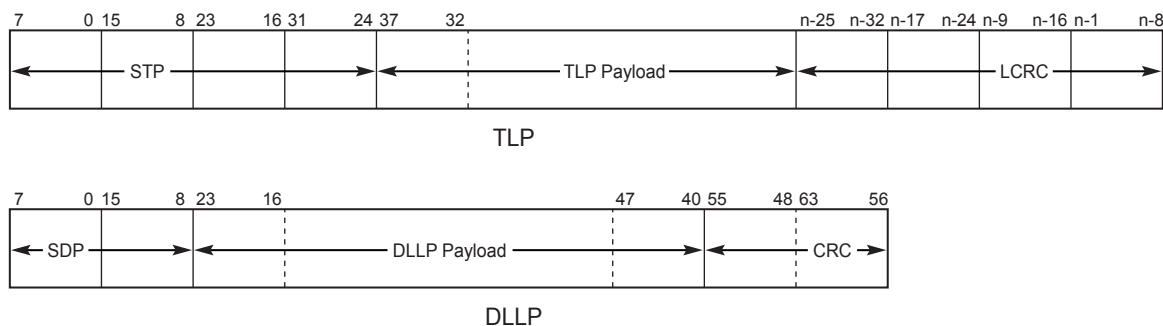 7 0 15 8 23 16 31 24 37 32 n-25 n-32 n-17 n-24 n-9 n-16 n-1 n-8
STP TLP Payload LCRC
TLP
7 0 15 8 23 16 47 40 55 48 63 56
SDP DLLP Payload CRC
DLLP